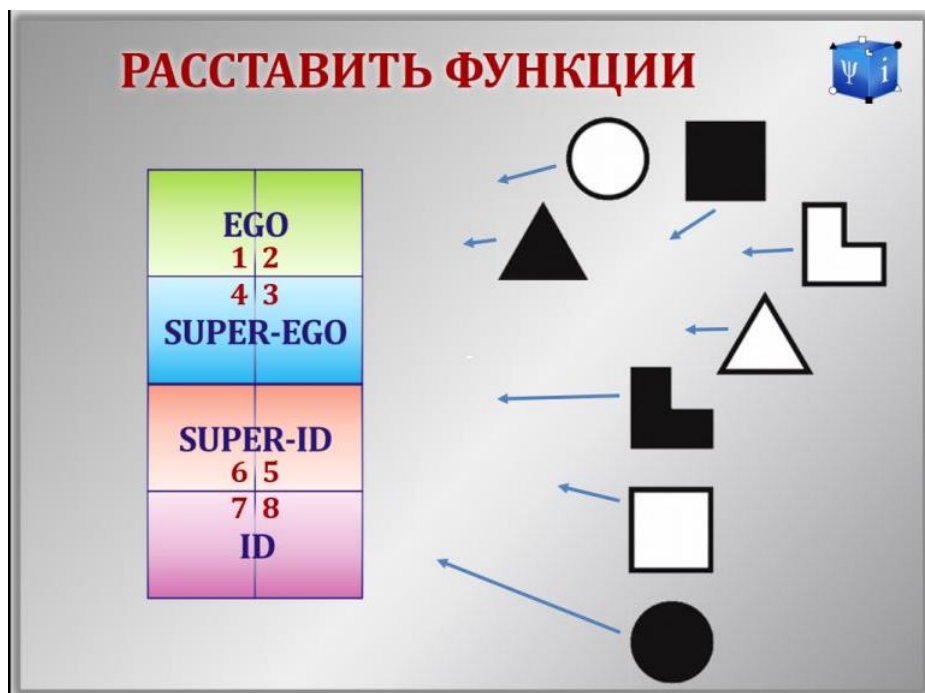 РАССТАВИТЬ ФУНКЦИИ
Ψ i
EGO
1 2
4 3
SUPER-EGO
SUPER-ID
6 5
7 8
ID